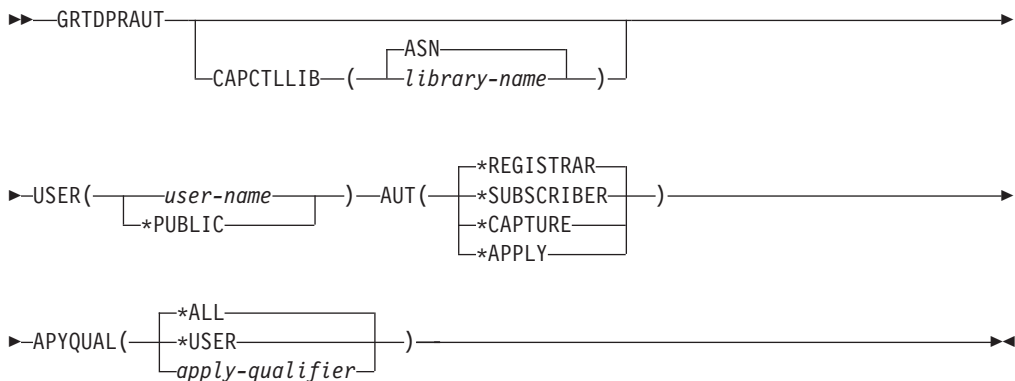 GRTDPRAUT
ASN
CAPCTLLIB ( library-name )
*REGISTRAR
USER( user-name ) AUT( *SUBSCRIBER )
*PUBLIC *CAPTURE
*APPLY
*ALL
APYQUAL( *USER )
apply-qualifier